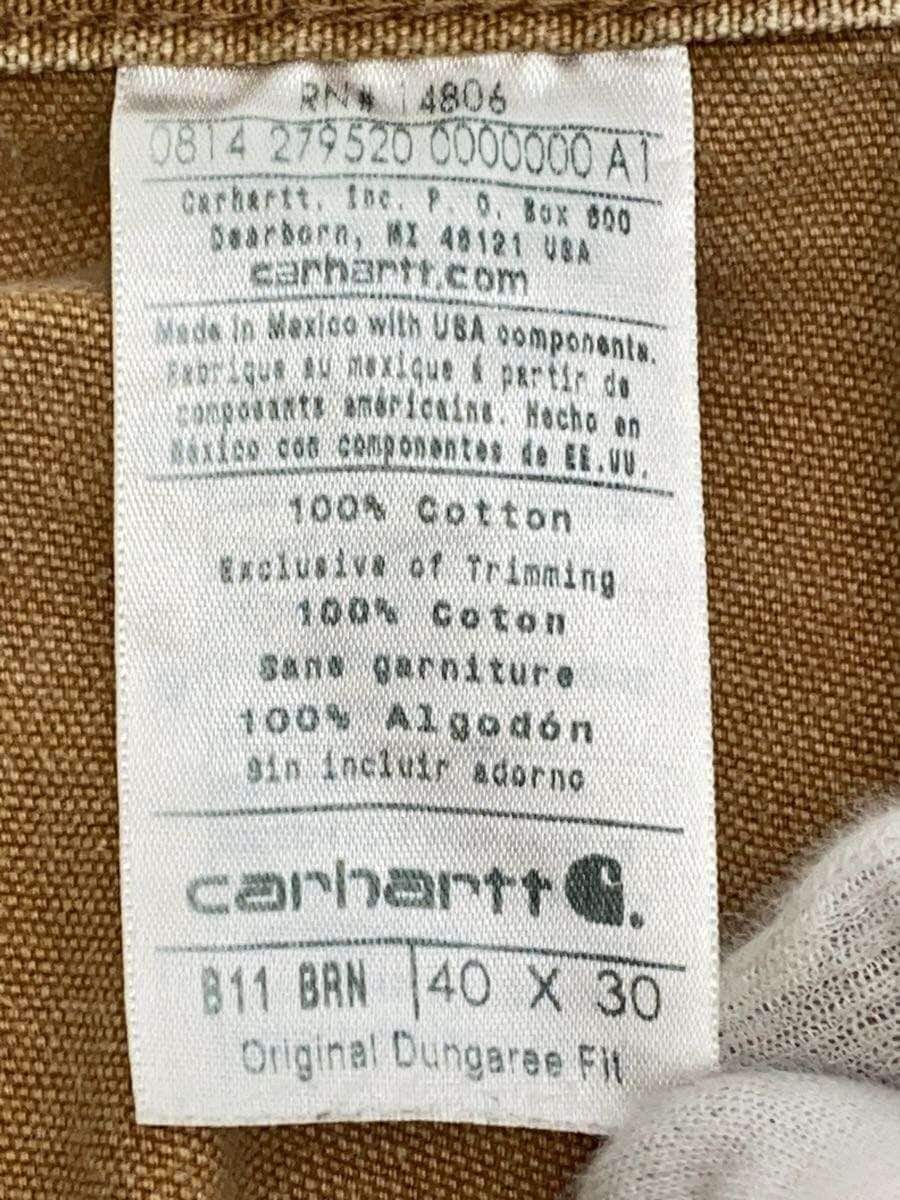 RN# 14806
0814 279520 0000000 A1
Carhartt, Inc. P. O. Box 600
Dearborn, MI 48121 USA
carhartt.com
Made in Mexico with USA components.
Fabrique au mexique á partir de
composants américains. Hecho en
México con componentes de EE.UU.
100% Cotton
Exclusive of Trimming
100% Coton
Sans garniture
100% Algodón
Sin incluir adorno
carhartt
B11 BRN 40 X 30
Original Dungaree Fit